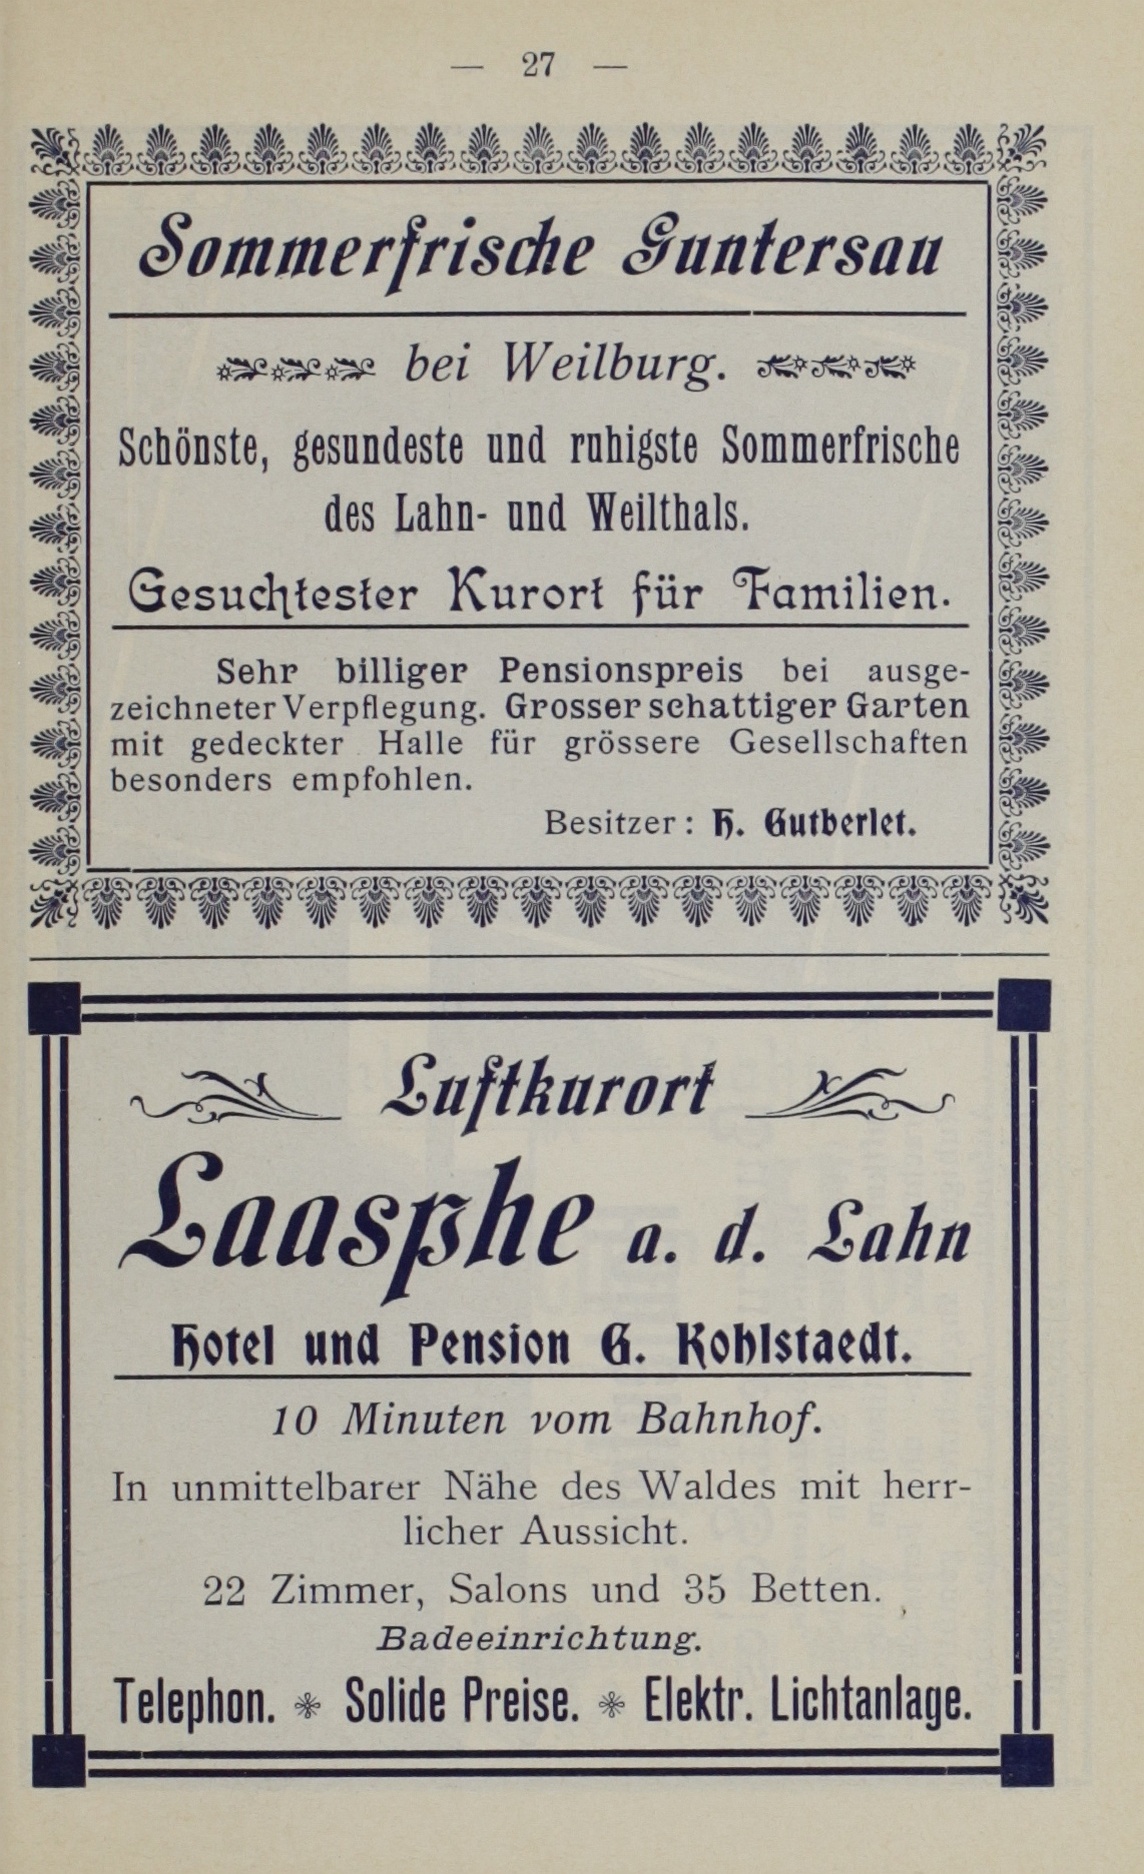 — 27 —
Sommerfrische Guntersau
bei Weilburg.
Schönste, gesundeste und ruhigste Sommerfrische
des Lahn- und Weilthals.
Gesuchtester Kurort für Familien.
Sehr billiger Pensionspreis bei ausge-
zeichneter Verpflegung. Grosser schattiger Garten
mit gedeckter Halle für grössere Gesellschaften
besonders empfohlen.
Besitzer: H. Gutberlet.
Luftkurort
Laasphe a. d. Lahn
Hotel und Pension G. Kohlstaedt.
10 Minuten vom Bahnhof.
In unmittelbarer Nähe des Waldes mit herr-
licher Aussicht.
22 Zimmer, Salons und 35 Betten.
Badeeinrichtung.
Telephon. Solide Preise. Elektr. Lichtanlage.